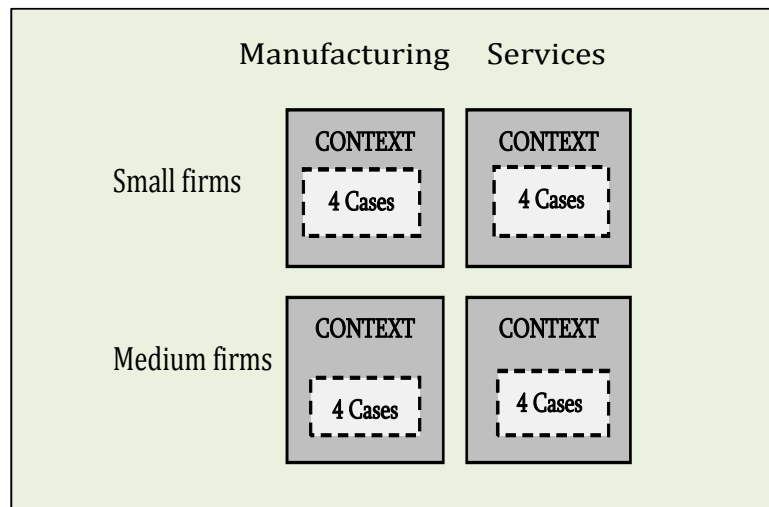 Manufacturing Services
CONTEXT CONTEXT
Small firms 4 Cases 4 Cases
CONTEXT CONTEXT
Medium firms 4 Cases 4 Cases